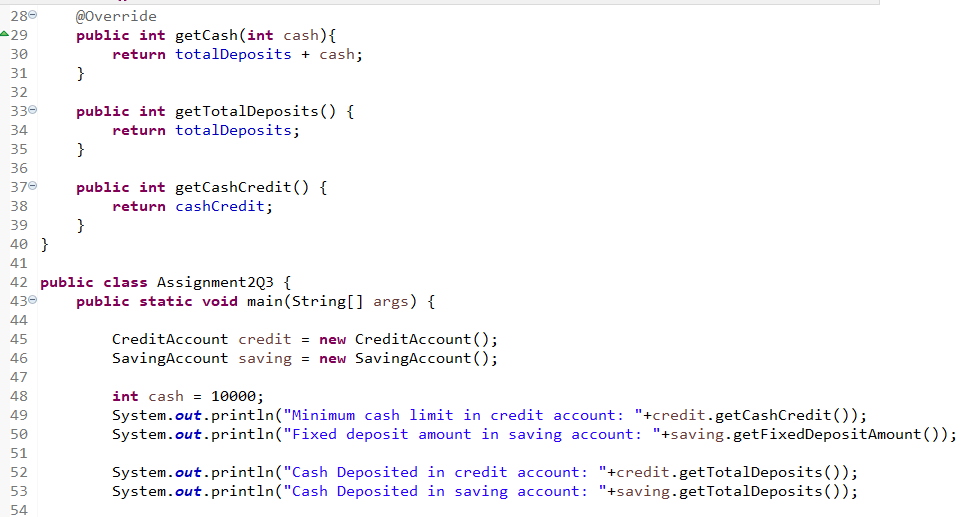 28 @Override
29 public int getCash(int cash){
30 return totalDeposits + cash;
31 }
32
33 public int getTotalDeposits() {
34 return totalDeposits;
35 }
36
37 public int getCashCredit() {
38 return cashCredit;
39 }
40 }
41
42 public class Assignment2Q3 {
43 public static void main(String[] args) {
44
45 CreditAccount credit = new CreditAccount();
46 SavingAccount saving = new SavingAccount();
47
48 int cash = 10000;
49 System.out.println("Minimum cash limit in credit account: "+credit.getCashCredit());
50 System.out.println("Fixed deposit amount in saving account: "+saving.getFixedDepositAmount());
51
52 System.out.println("Cash Deposited in credit account: "+credit.getTotalDeposits());
53 System.out.println("Cash Deposited in saving account: "+saving.getTotalDeposits());
54